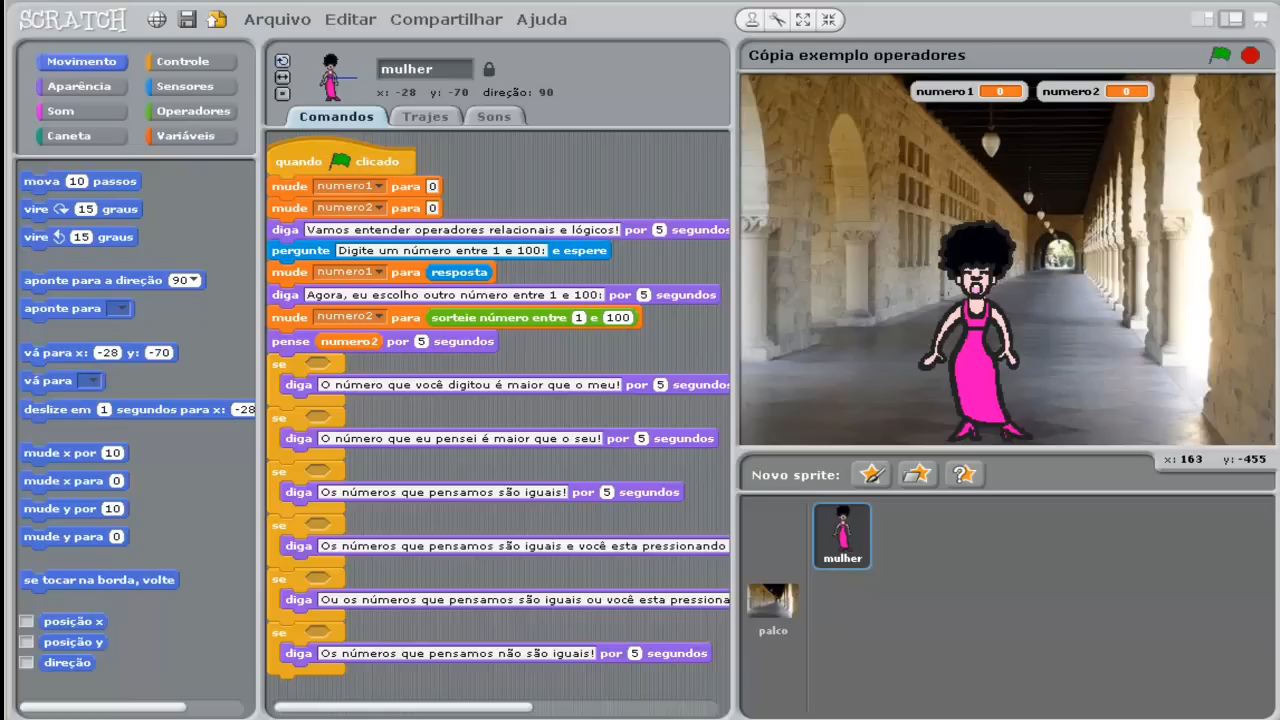 SCRATCH Arquivo Editar Compartilhar Ajuda
Movimento Controle
Aparência Sensores
Som Operadores
Caneta Variáveis
mova 10 passos
vire 15 graus
vire 15 graus
aponte para a direção 90
aponte para
vá para x: -28 y: -70
vá para
deslize em 1 segundos para x: -28
mude x por 10
mude x para 0
mude y por 10
mude y para 0
se tocar na borda, volte
posição x
posição y
direção
mulher
x: -28 y: -70 direção: 90
Comandos Trajes Sons
quando clicado
mude numero1 para 0
mude numero2 para 0
diga Vamos entender operadores relacionais e lógicos! por 5 segundos
pergunte Digite um número entre 1 e 100: e espere
mude numero1 para resposta
diga Agora, eu escolho outro número entre 1 e 100: por 5 segundos
mude numero2 para sorteie número entre 1 e 100
pense numero2 por 5 segundos
se
diga O número que você digitou é maior que o meu! por 5 segundos
se
diga O número que eu pensei é maior que o seu! por 5 segundos
se
diga Os números que pensamos são iguais! por 5 segundos
se
diga Os números que pensamos são iguais e você esta pressionando
se
diga Ou os números que pensamos são iguais ou você esta pressiona
se
diga Os números que pensamos não são iguais! por 5 segundos
Cópia exemplo operadores
numero1 0 numero2 0
x: 163 y: -455
Novo sprite:
mulher
palco